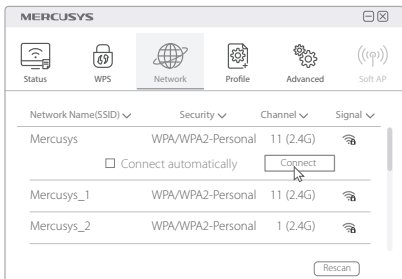 MERCUSYS
Status WPS Network Profile Advanced Soft AP
Network Name(SSID) Security Channel Signal
Mercusys WPA/WPA2-Personal 11 (2.4G)
Connect automatically Connect
Mercusys_1 WPA/WPA2-Personal 11 (2.4G)
Mercusys_2 WPA/WPA2-Personal 1 (2.4G)
Rescan